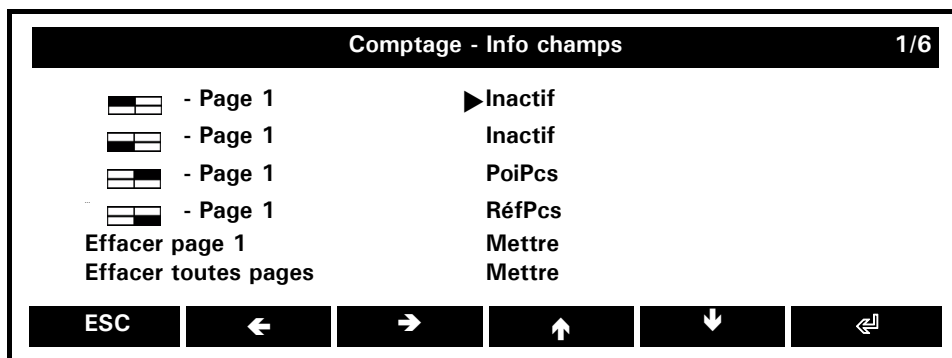 Comptage - Info champs 1/6
- Page 1 ▶Inactif
- Page 1 Inactif
- Page 1 PoiPcs
- Page 1 RéfPcs
Effacer page 1 Mettre
Effacer toutes pages Mettre
ESC ← → ↑ ↓ ↵